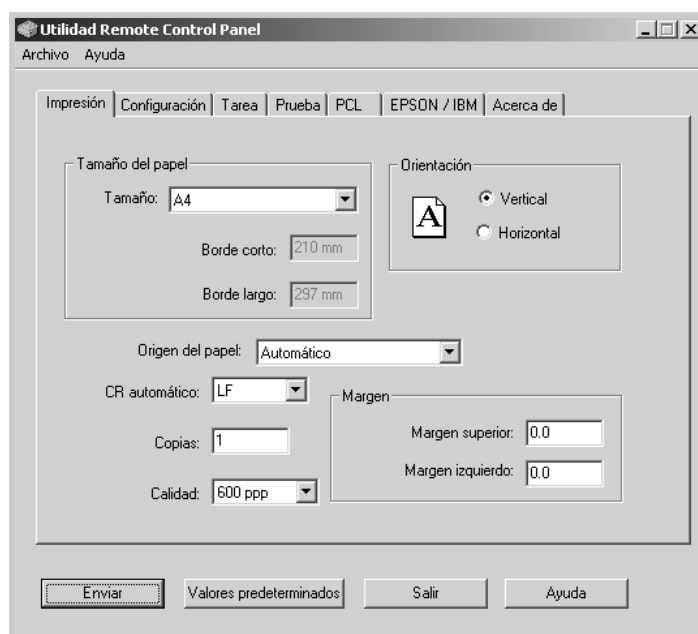 Utilidad Remote Control Panel
Archivo Ayuda
Impresión Configuración Tarea Prueba PCL EPSON / IBM Acerca de
Tamaño del papel
Tamaño: A4
Borde corto: 210 mm
Borde largo: 297 mm
Orientación
A
Vertical
Horizontal
Origen del papel: Automático
CR automático: LF
Copias: 1
Calidad: 600 ppp
Margen
Margen superior: 0.0
Margen izquierdo: 0.0
Enviar Valores predeterminados Salir Ayuda